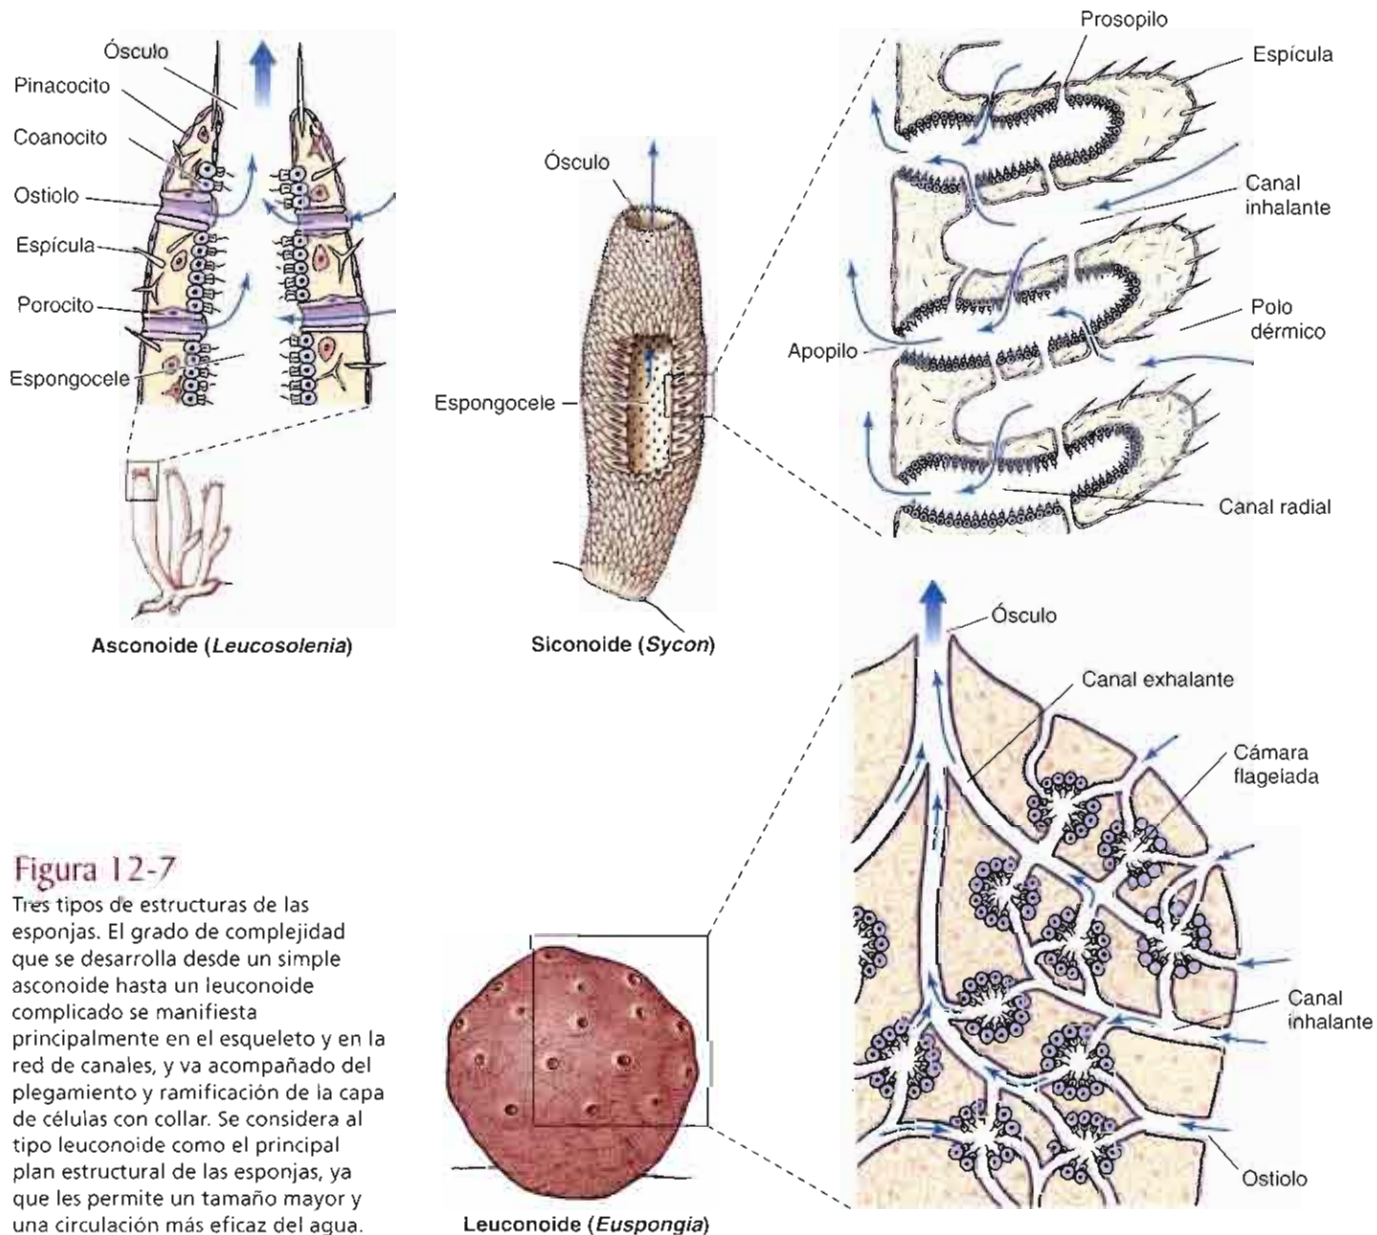 Ósculo
Pinacocito
Coanocito
Ostiolo
Espícula
Porocito
Espongocele
Asconoide (Leucosolenia)
Ósculo
Espongocele
Siconoide (Sycon)
Prosopilo
Espícula
Canal
inhalante
Polo
dérmico
Apopilo
Canal radial
Ósculo
Canal exhalante
Cámara
flagelada
Canal
inhalante
Ostiolo
Leuconoide (Euspongia)
Figura 12-7
Tres tipos de estructuras de las
esponjas. El grado de complejidad
que se desarrolla desde un simple
asconoide hasta un leuconoide
complicado se manifiesta
principalmente en el esqueleto y en la
red de canales, y va acompañado del
plegamiento y ramificación de la capa
de células con collar. Se considera al
tipo leuconoide como el principal
plan estructural de las esponjas, ya
que les permite un tamaño mayor y
una circulación más eficaz del agua.